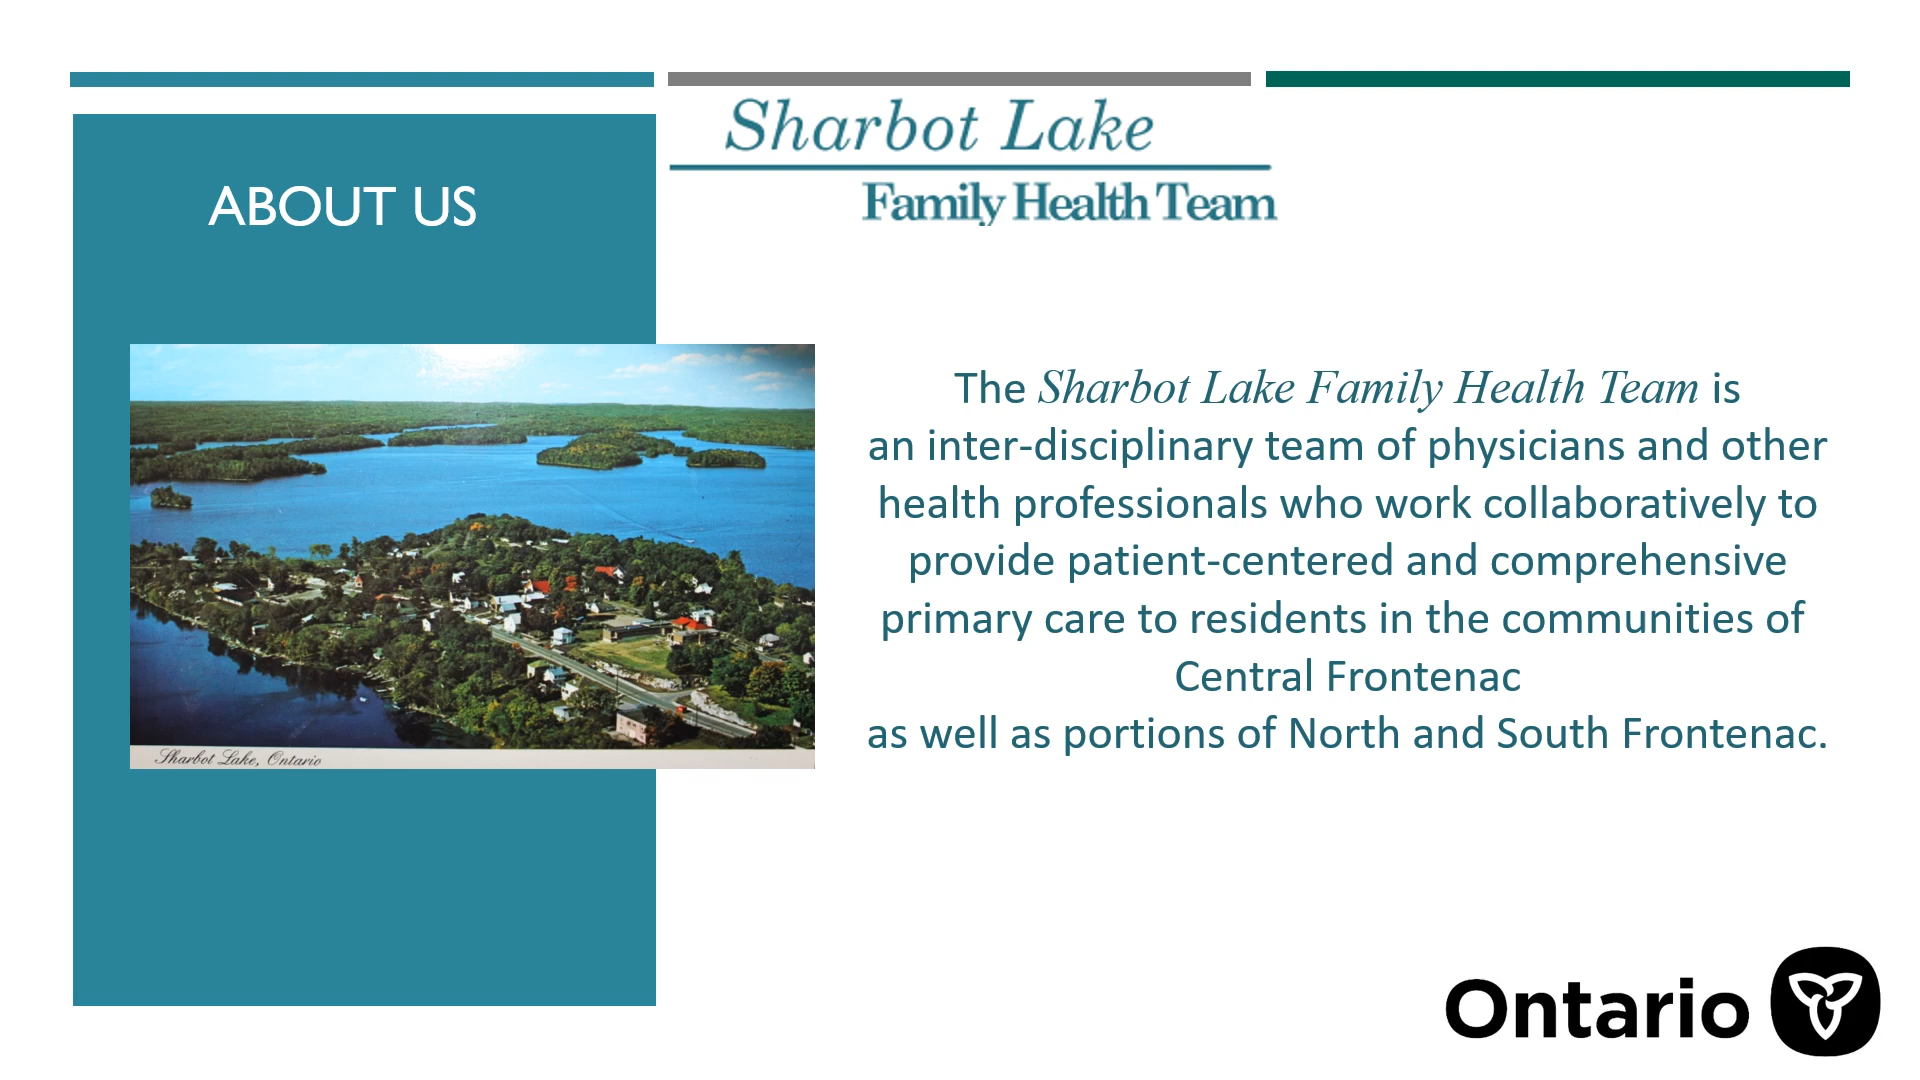 ABOUT US
Sharbot Lake
Family Health Team
Sharbot Lake, Ontario
The Sharbot Lake Family Health Team is
an inter-disciplinary team of physicians and other
health professionals who work collaboratively to
provide patient-centered and comprehensive
primary care to residents in the communities of
Central Frontenac
as well as portions of North and South Frontenac.
Ontario